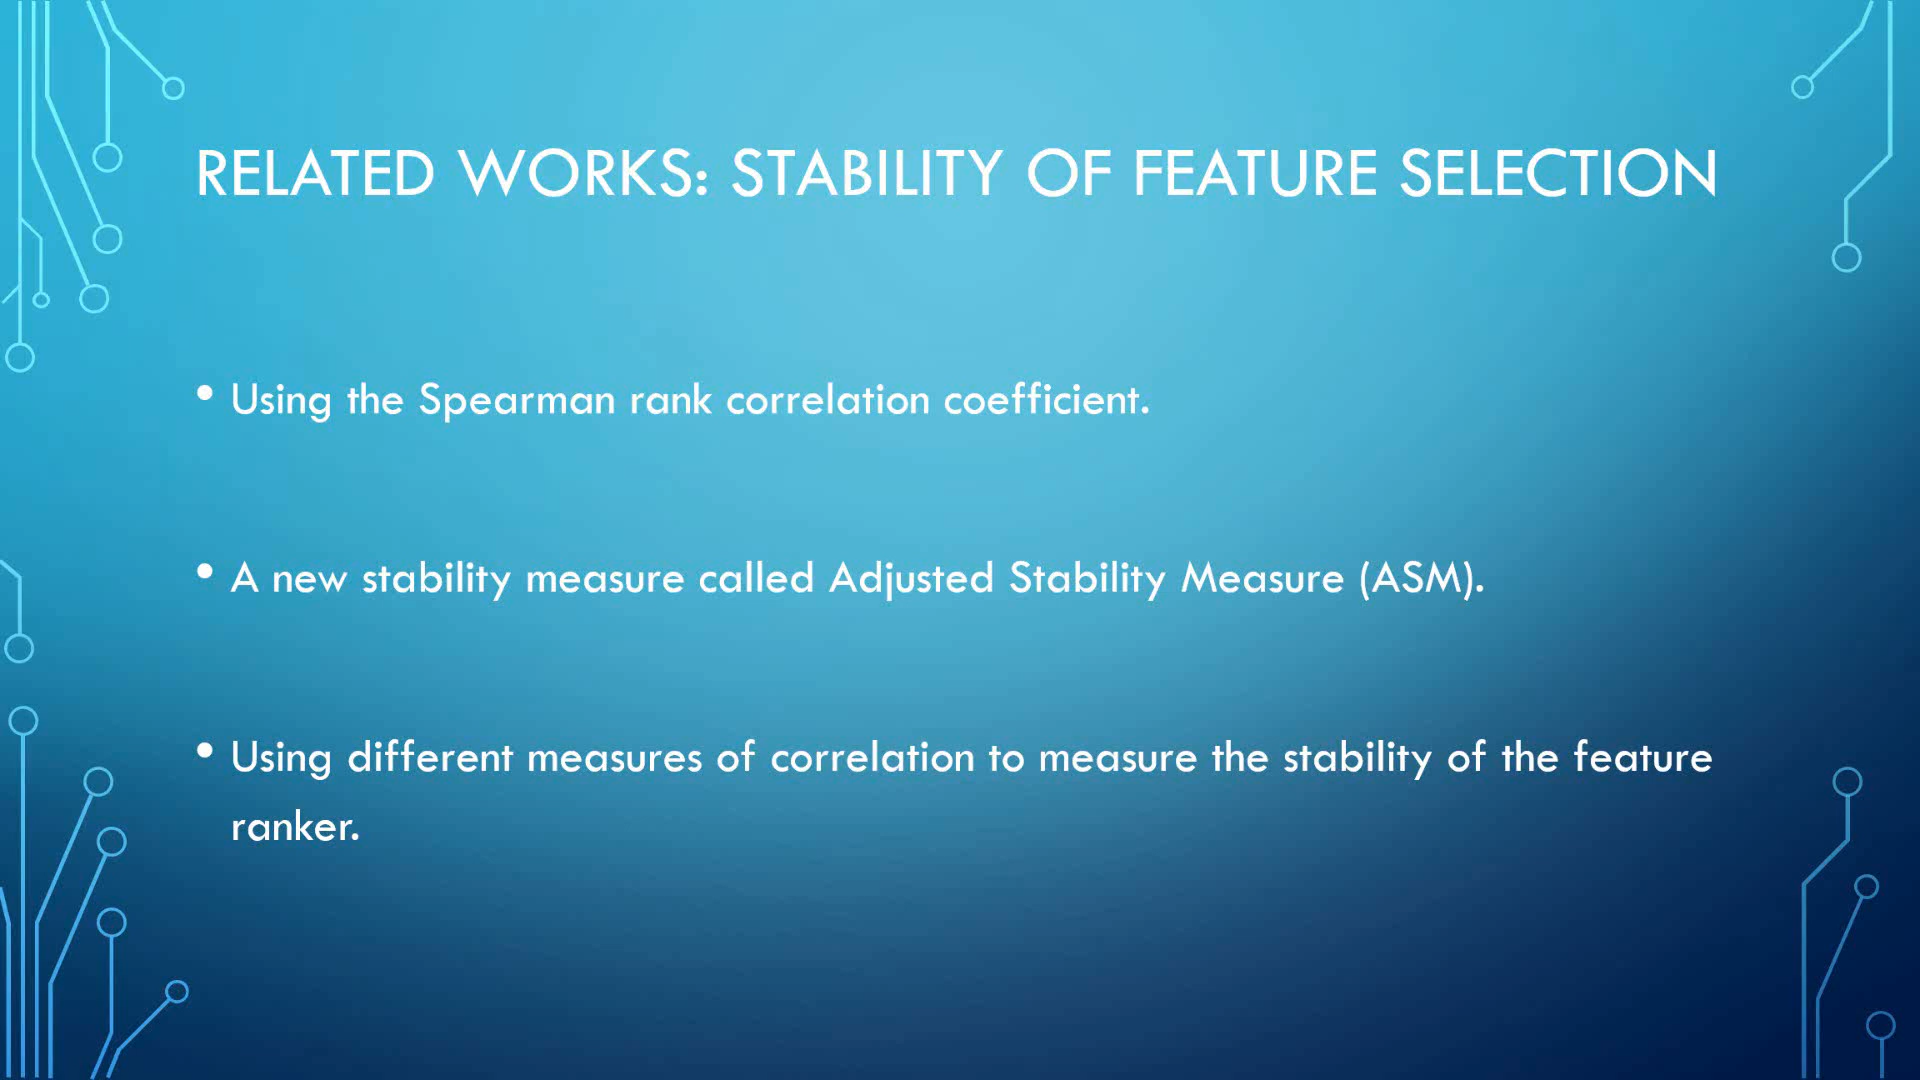 RELATED WORKS: STABILITY OF FEATURE SELECTION
• Using the Spearman rank correlation coefficient.
• A new stability measure called Adjusted Stability Measure (ASM).
• Using different measures of correlation to measure the stability of the feature
ranker.